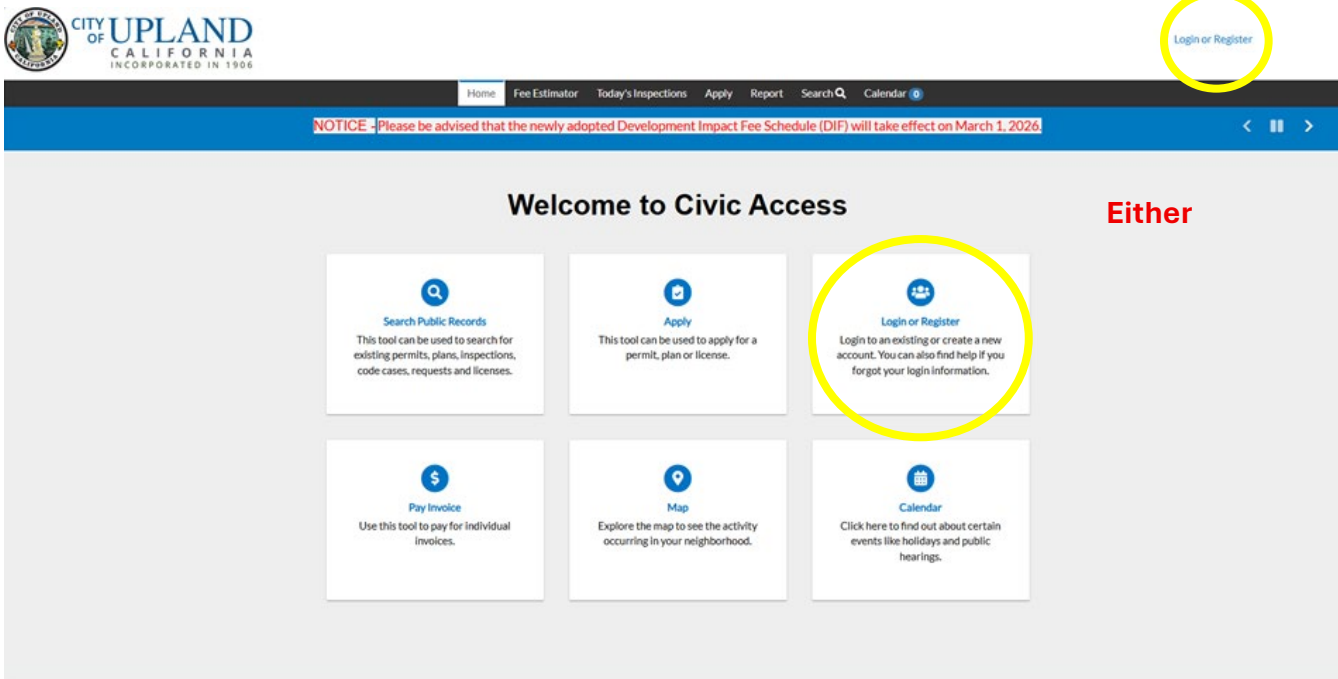 CITY OF UPLAND
CALIFORNIA
INCORPORATED IN 1906
Login or Register
Home Fee Estimator Today's Inspections Apply Report Search Calendar 0
NOTICE - Please be advised that the newly adopted Development Impact Fee Schedule (DIF) will take effect on March 1, 2026.
Welcome to Civic Access
Either
Search Public Records
This tool can be used to search for
existing permits, plans, inspections,
code cases, requests and licenses.
Apply
This tool can be used to apply for a
permit, plan or license.
Login or Register
Login to an existing or create a new
account. You can also find help if you
forgot your login information.
Pay Invoice
Use this tool to pay for individual
invoices.
Map
Explore the map to see the activity
occurring in your neighborhood.
Calendar
Click here to find out about certain
events like holidays and public
hearings.